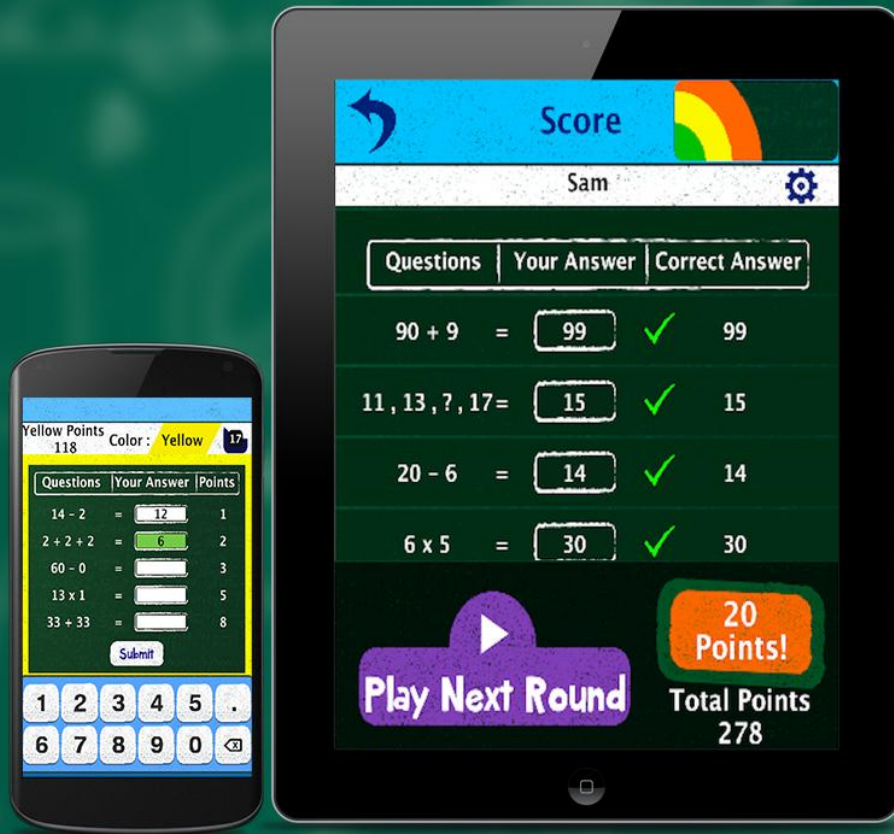 Score
Sam
Questions | Your Answer | Correct Answer
90 + 9 = 99 ✓ 99
11 , 13 , ? , 17= 15 ✓ 15
20 - 6 = 14 ✓ 14
6 x 5 = 30 ✓ 30
Play Next Round
20
Points!
Total Points
278
Yellow Points
118
Color : Yellow
17
Questions | Your Answer | Points
14 - 2 = 12 1
2 + 2 + 2 = 6 2
60 - 0 = 3
13 x 1 = 5
33 + 33 = 8
Submit
1 2 3 4 5 .
6 7 8 9 0